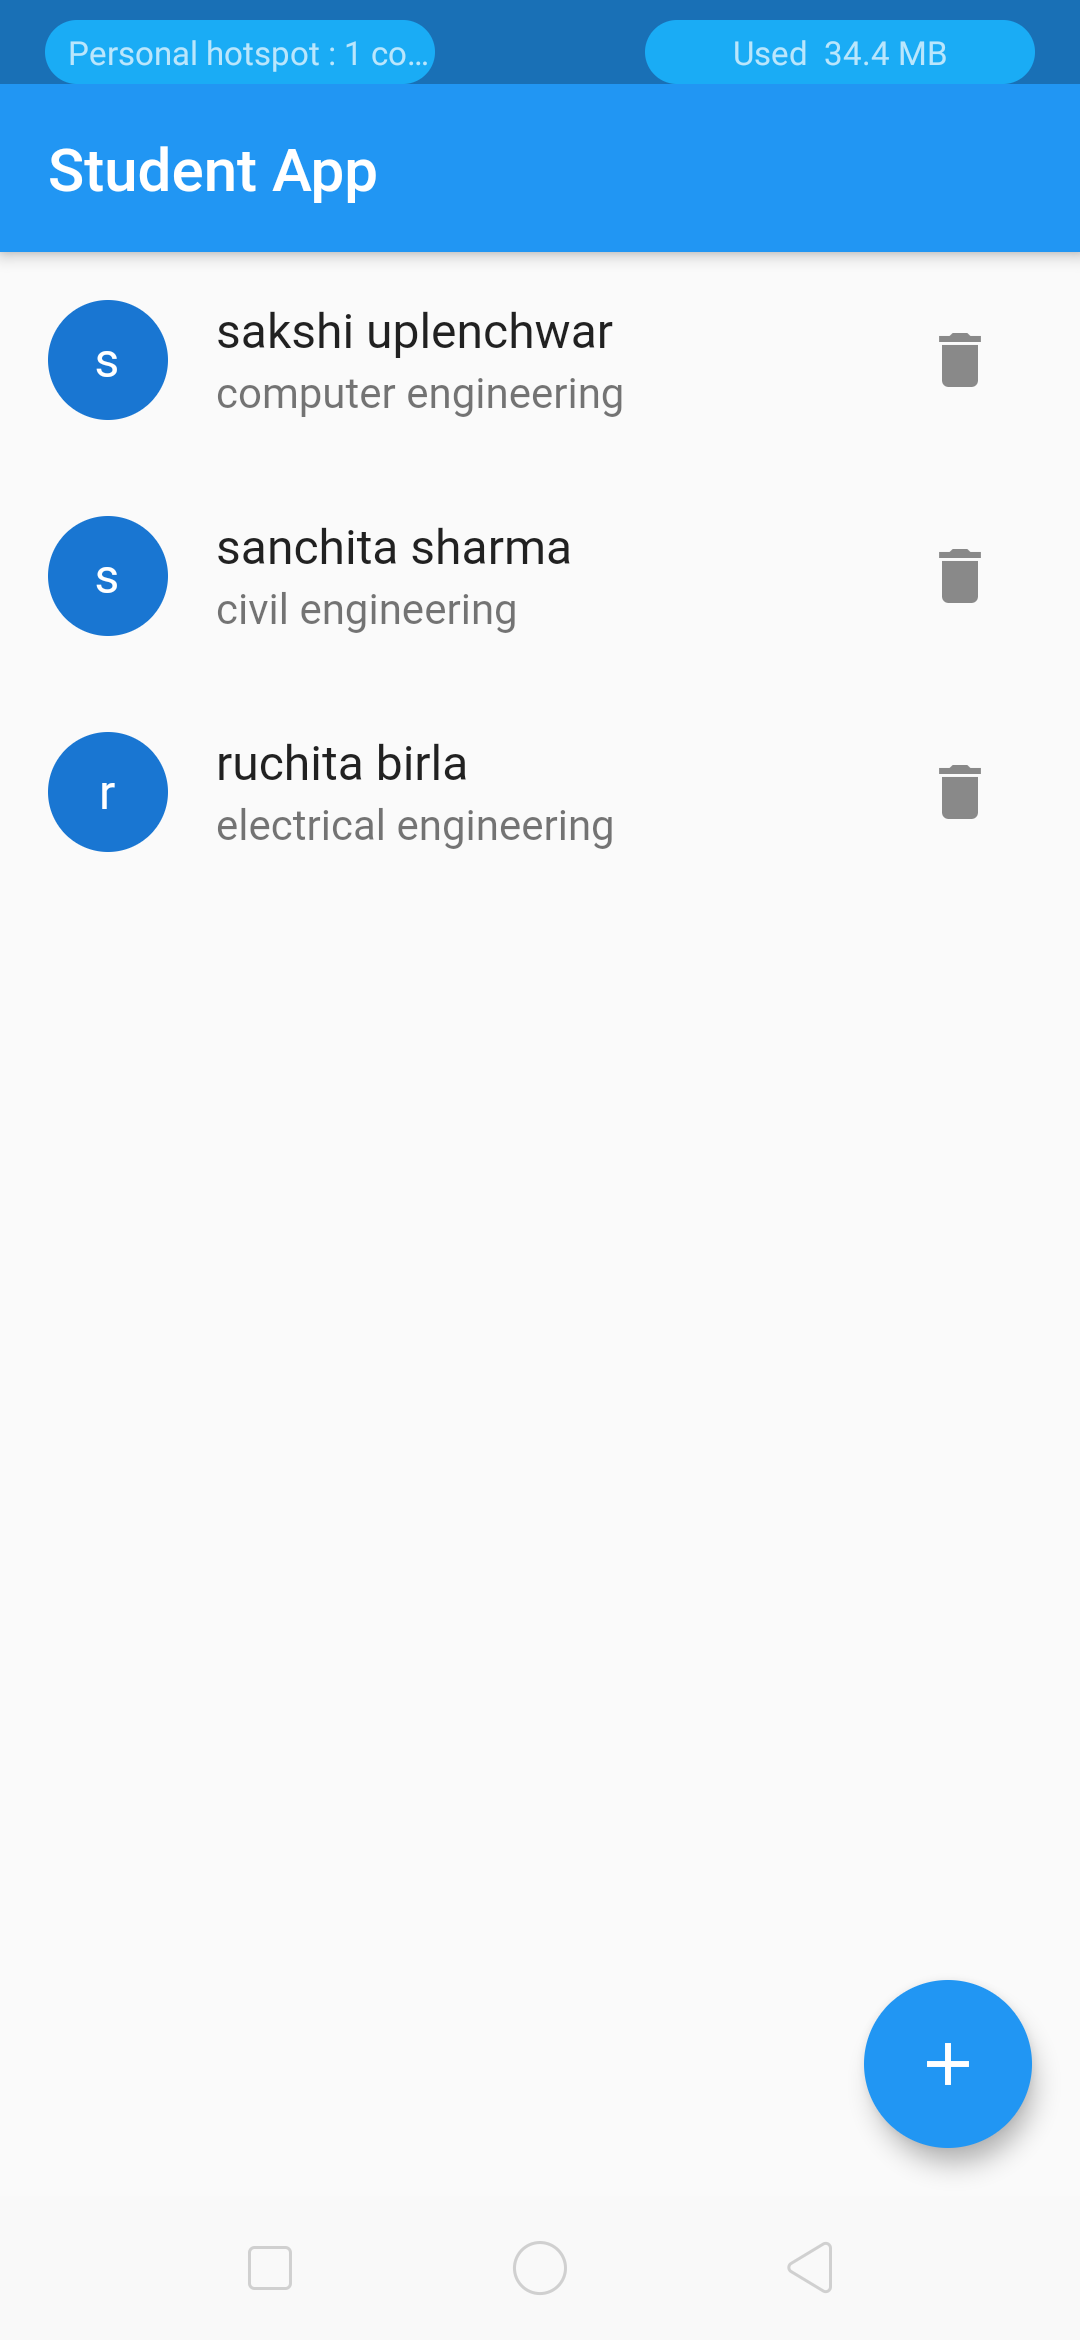 Personal hotspot : 1 co...
Used 34.4 MB
Student App
s
sakshi uplenchwar
computer engineering
s
sanchita sharma
civil engineering
r
ruchita birla
electrical engineering
+